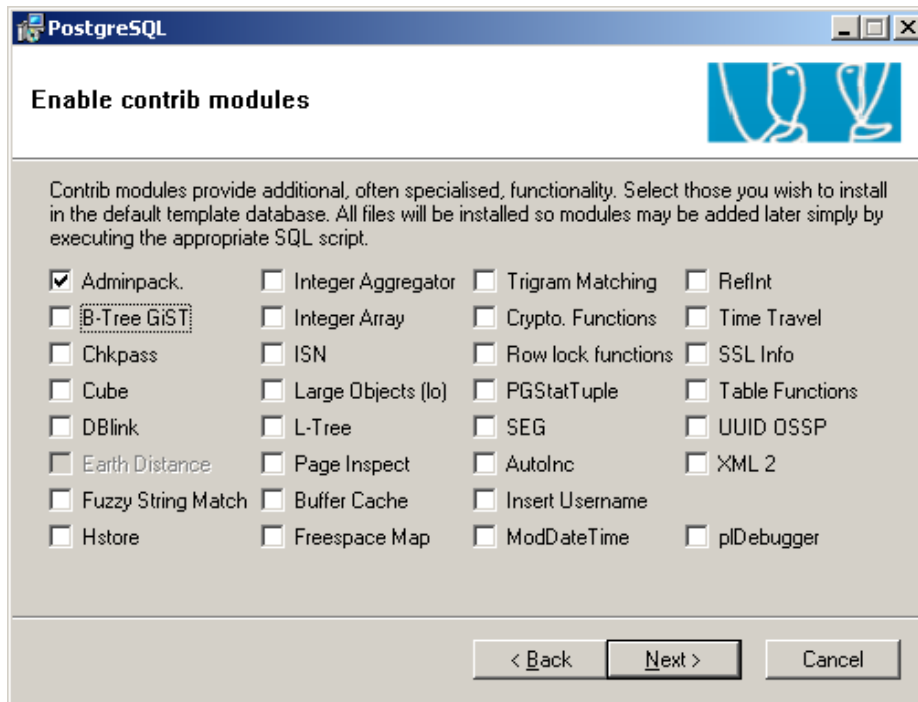 PostgreSQL
Enable contrib modules
Contrib modules provide additional, often specialised, functionality. Select those you wish to install
in the default template database. All files will be installed so modules may be added later simply by
executing the appropriate SQL script.
Adminpack. Integer Aggregator Trigram Matching RefInt
B-Tree GiST Integer Array Crypto. Functions Time Travel
Chkpass ISN Row lock functions SSL Info
Cube Large Objects (lo) PGStatTuple Table Functions
DBlink L-Tree SEG UUID OSSP
Earth Distance Page Inspect AutoInc XML 2
Fuzzy String Match Buffer Cache Insert Username
Hstore Freespace Map ModDateTime plDebugger
< Back Next > Cancel